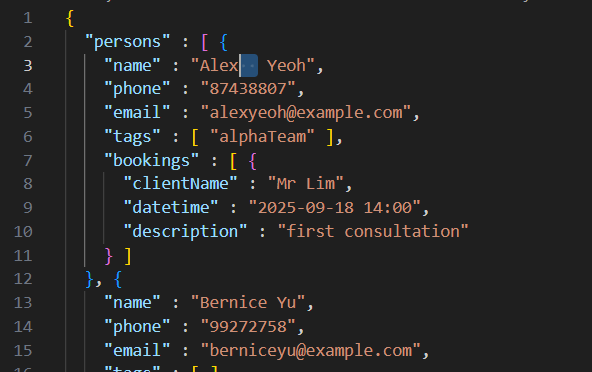 1 {
2 "persons" : [ {
3 "name" : "Alex   Yeoh",
4 "phone" : "87438807",
5 "email" : "alexyeoh@example.com",
6 "tags" : [ "alphaTeam" ],
7 "bookings" : [ {
8 "clientName" : "Mr Lim",
9 "datetime" : "2025-09-18 14:00",
10 "description" : "first consultation"
11 } ]
12 }, {
13 "name" : "Bernice Yu",
14 "phone" : "99272758",
15 "email" : "berniceyu@example.com",
16 "tags" : [ ]